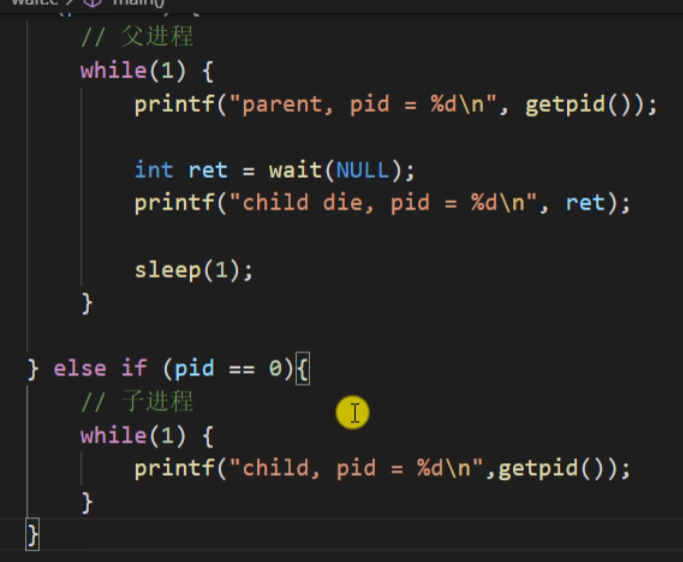 wait.c > main()
// 父进程
while(1) {
printf("parent, pid = %d\n", getpid());
int ret = wait(NULL);
printf("child die, pid = %d\n", ret);
sleep(1);
}
} else if (pid == 0){
// 子进程
while(1) {
printf("child, pid = %d\n",getpid());
}
}